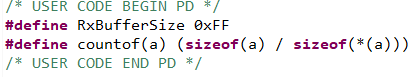 /* USER CODE BEGIN PD */
#define RxBufferSize 0xFF
#define countof(a) (sizeof(a) / sizeof(*(a)))
/* USER CODE END PD */